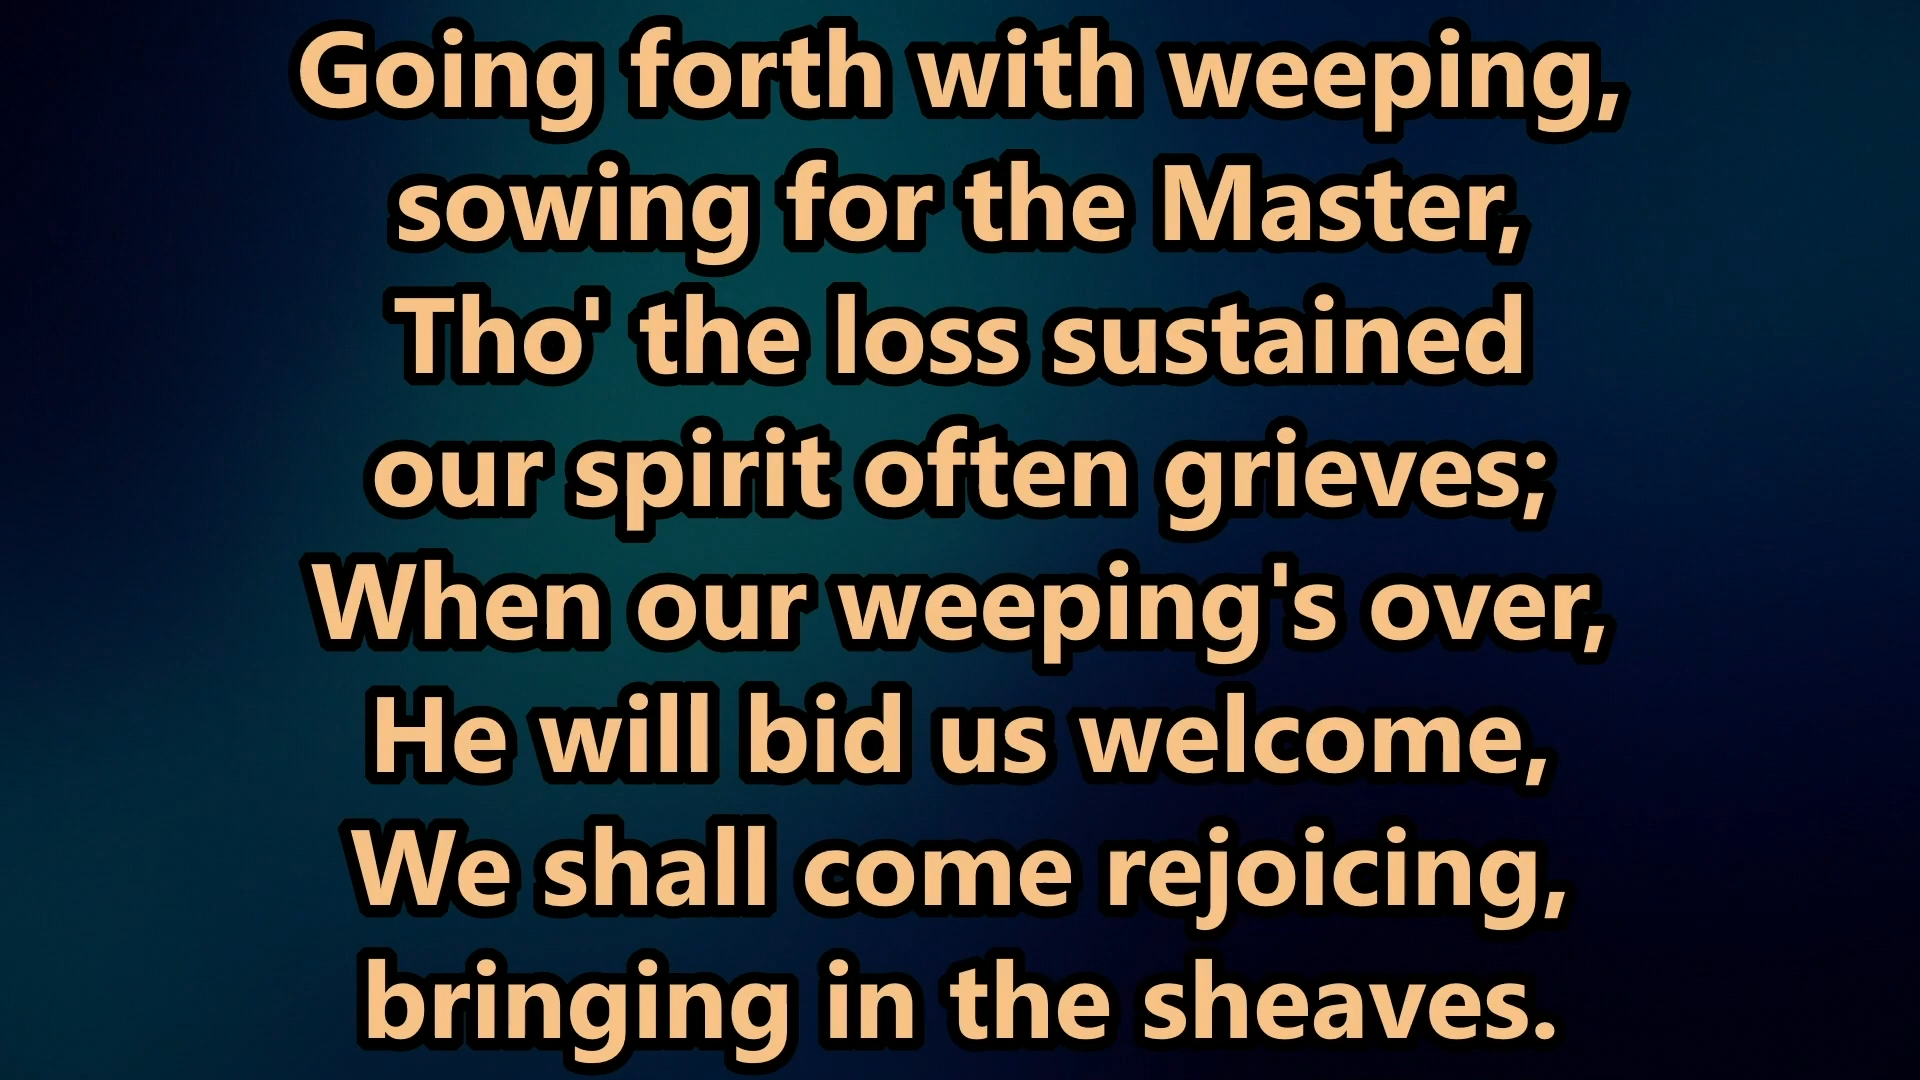 Going forth with weeping,
sowing for the Master,
Tho' the loss sustained
our spirit often grieves;
When our weeping's over,
He will bid us welcome,
We shall come rejoicing,
bringing in the sheaves.